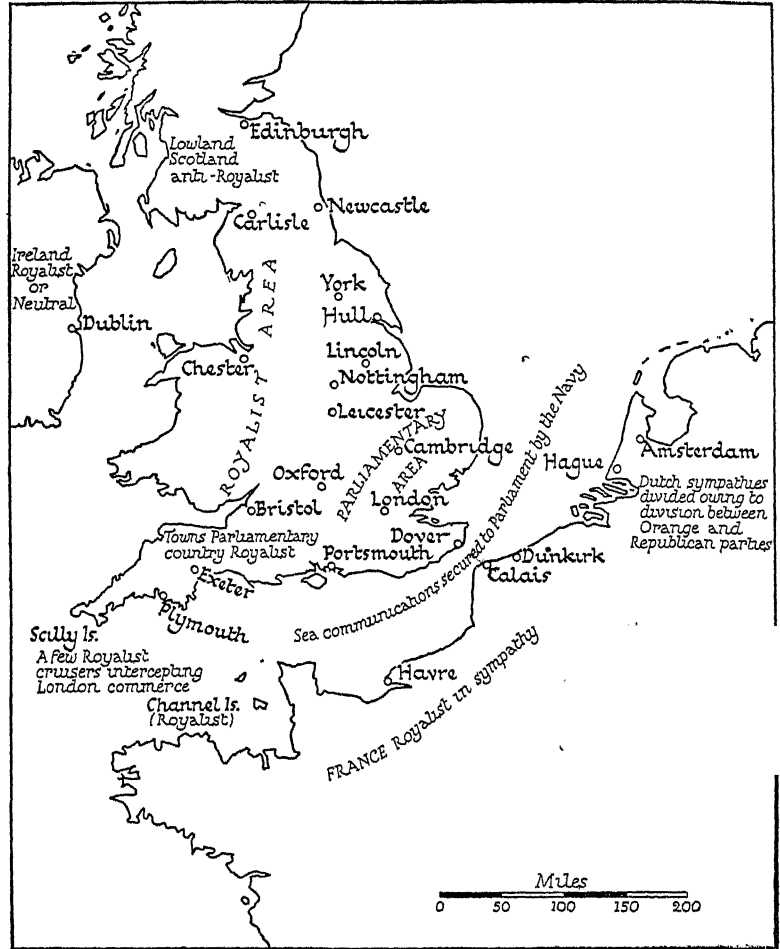 Edinburgh
Lowland
Scotland
anti-Royalist
Newcastle
Carlisle
Ireland
Royalist
or
Neutral
Dublin
York
Hull
Lincoln
Chester
Nottingham
Leicester
ROYALIST AREA
PARLIAMENTARY
AREA
Cambridge
Oxford
London
Bristol
Hague
Amsterdam
Dutch sympathies
divided owing to
division between
Orange and
Republican parties
Towns Parliamentary
country Royalist
Dover
Portsmouth
Dunkirk
Calais
Exeter
Plymouth
Sea communications secured to Parliament by the Navy
Scilly Is.
A few Royalist
cruisers intercepting
London commerce
Channel Is.
(Royalist)
Havre
FRANCE Royalist in sympathy
Miles
0 50 100 150 200